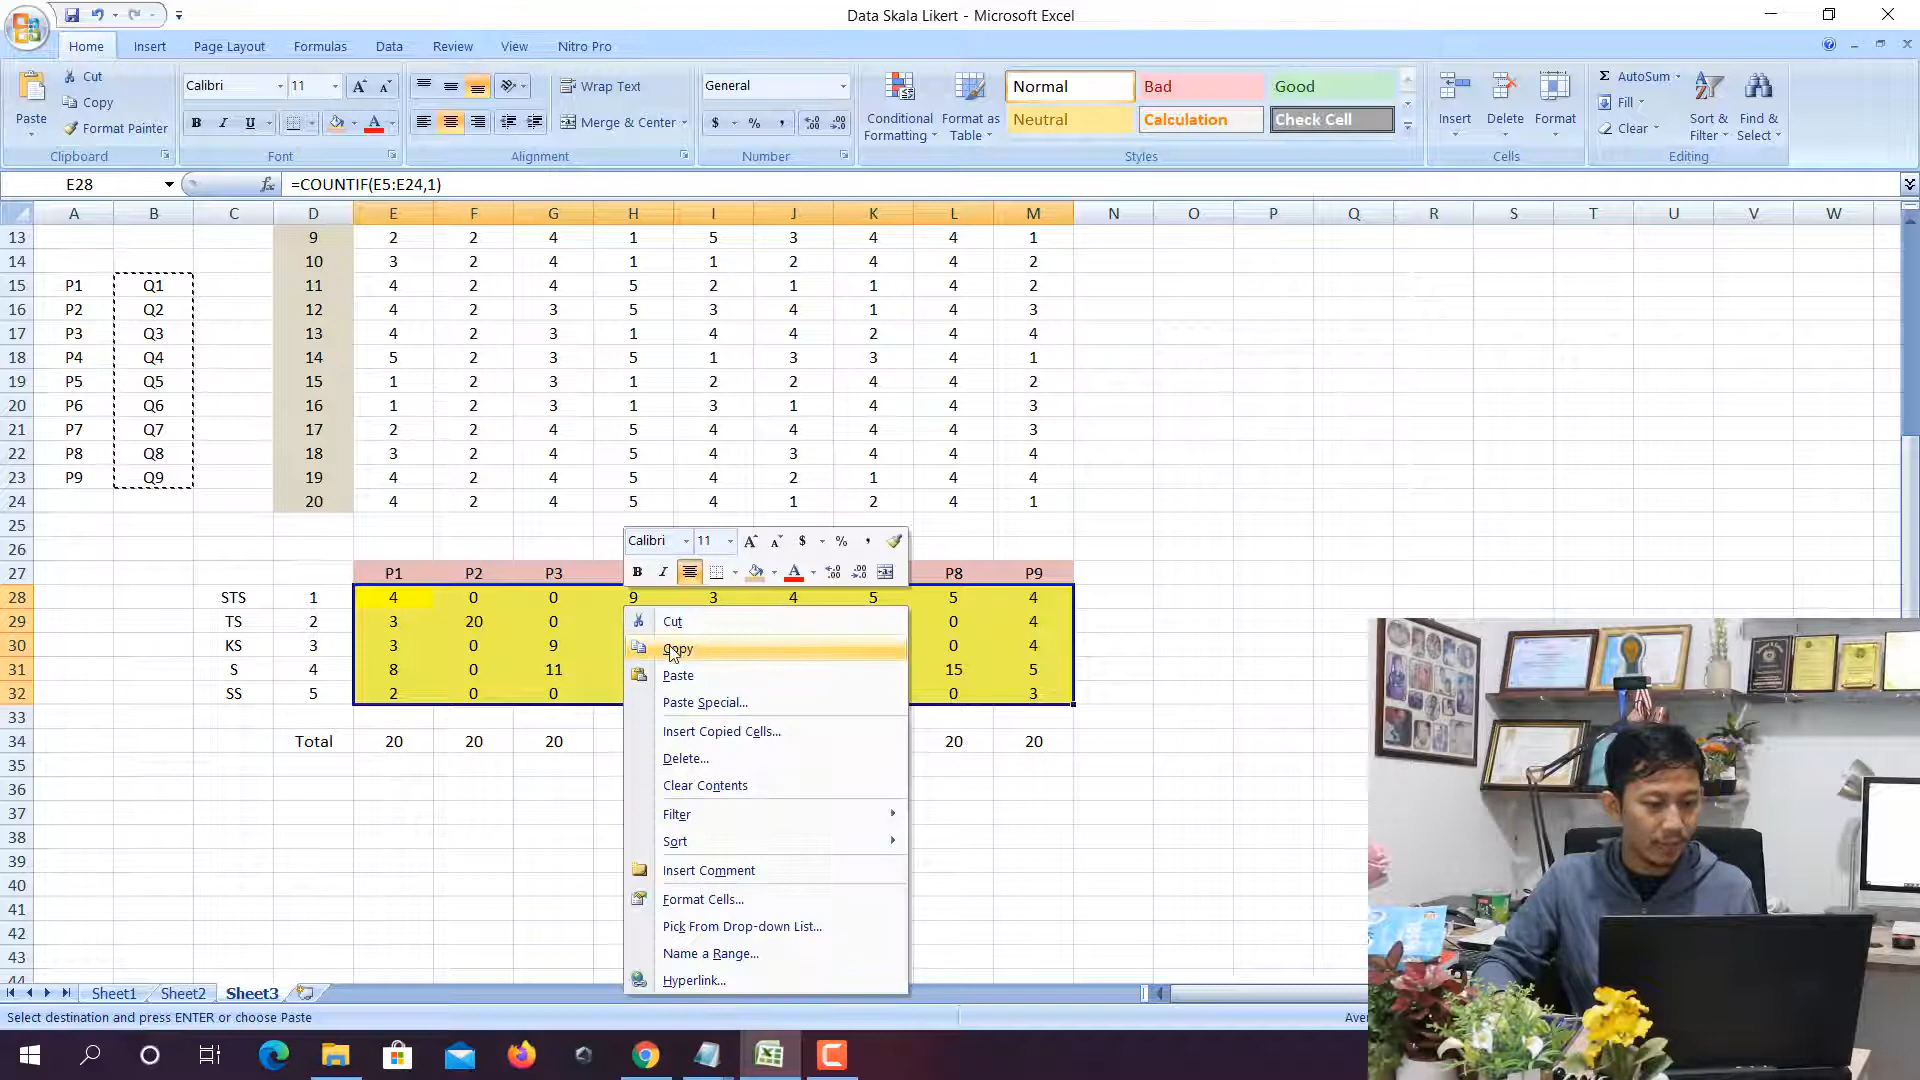 Data Skala Likert - Microsoft Excel
Home Insert Page Layout Formulas Data Review View Nitro Pro
Paste
Cut
Copy
Format Painter
Clipboard
Calibri 11
B I U
Font
Wrap Text
Merge & Center
Alignment
General
$ % ,
Number
Conditional Formatting
Format as Table
Normal Bad Good
Neutral Calculation Check Cell
Styles
Insert Delete Format
Cells
Σ AutoSum
Fill
Clear
Sort & Filter
Find & Select
Editing
E28 fx =COUNTIF(E5:E24,1)
A B C D E F G H I J K L M N O P Q R S T U V W
13 9 2 2 4 1 5 3 4 4 1
14 10 3 2 4 1 1 2 4 4 2
15 P1 Q1 11 4 2 4 5 2 1 1 4 2
16 P2 Q2 12 4 2 3 5 3 4 1 4 3
17 P3 Q3 13 4 2 3 1 4 4 2 4 4
18 P4 Q4 14 5 2 3 5 1 3 3 4 1
19 P5 Q5 15 1 2 3 1 2 2 4 4 2
20 P6 Q6 16 1 2 3 1 3 1 4 4 3
21 P7 Q7 17 2 2 4 5 4 4 4 4 3
22 P8 Q8 18 3 2 4 5 4 3 4 4 4
23 P9 Q9 19 4 2 4 5 4 2 1 4 4
24 20 4 2 4 5 4 1 2 4 1
25
26
Calibri 11 $ % ,
B I
27 P1 P2 P3 P8 P9
28 STS 1 4 0 0 9 3 4 5 5 4
29 TS 2 3 20 0 0 4
30 KS 3 3 0 9 0 4
31 S 4 8 0 11 15 5
32 SS 5 2 0 0 0 3
33
34 Total 20 20 20 20 20
35
36
37
38
39
40
41
42
43
44
Cut
Copy
Paste
Paste Special...
Insert Copied Cells...
Delete...
Clear Contents
Filter
Sort
Insert Comment
Format Cells...
Pick From Drop-down List...
Name a Range...
Hyperlink...
Sheet1 Sheet2 Sheet3
Select destination and press ENTER or choose Paste